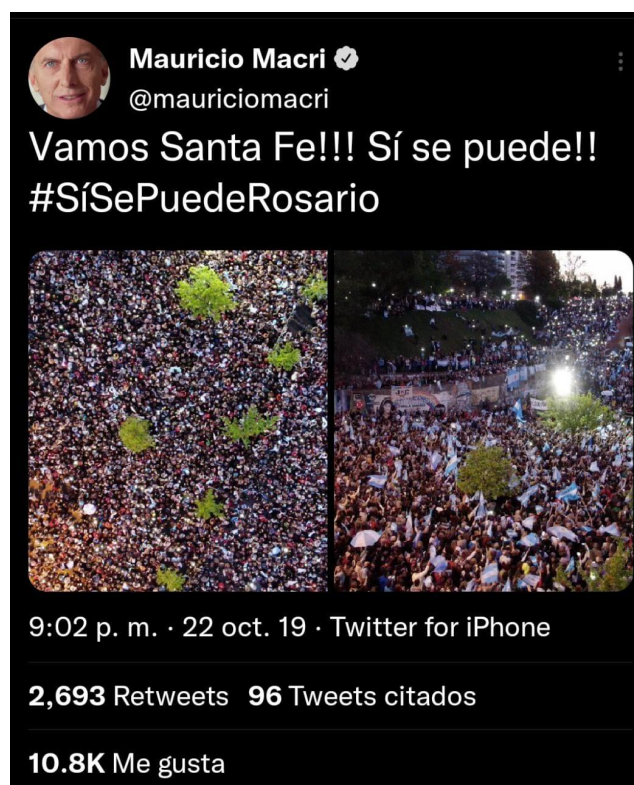 Mauricio Macri
@mauriciomacri
Vamos Santa Fe!!! Sí se puede!!
#SíSePuedeRosario
9:02 p. m. · 22 oct. 19 · Twitter for iPhone
2,693 Retweets 96 Tweets citados
10.8K Me gusta